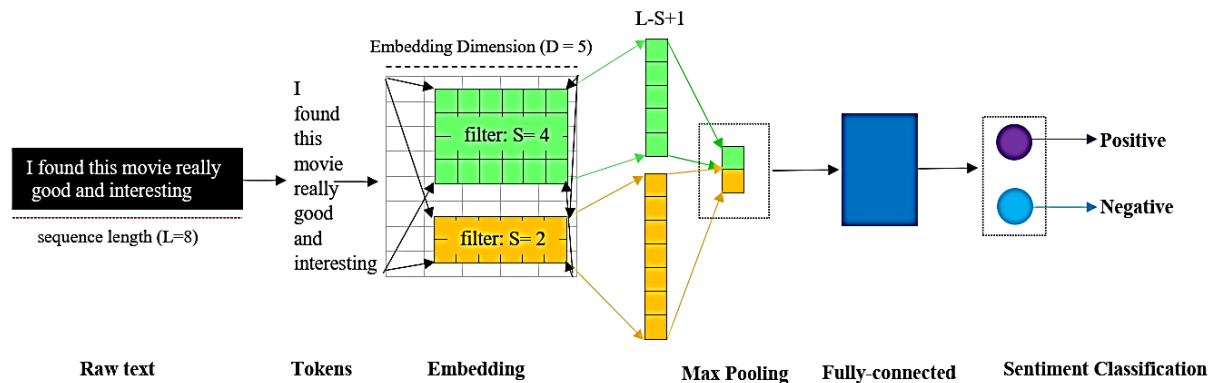 L-S+1
Embedding Dimension (D = 5)
I
found
this
movie
really
good
and
interesting
filter: S= 4
filter: S= 2
I found this movie really
good and interesting
sequence length (L=8)
Positive
Negative
Raw text
Tokens
Embedding
Max Pooling
Fully-connected
Sentiment Classification